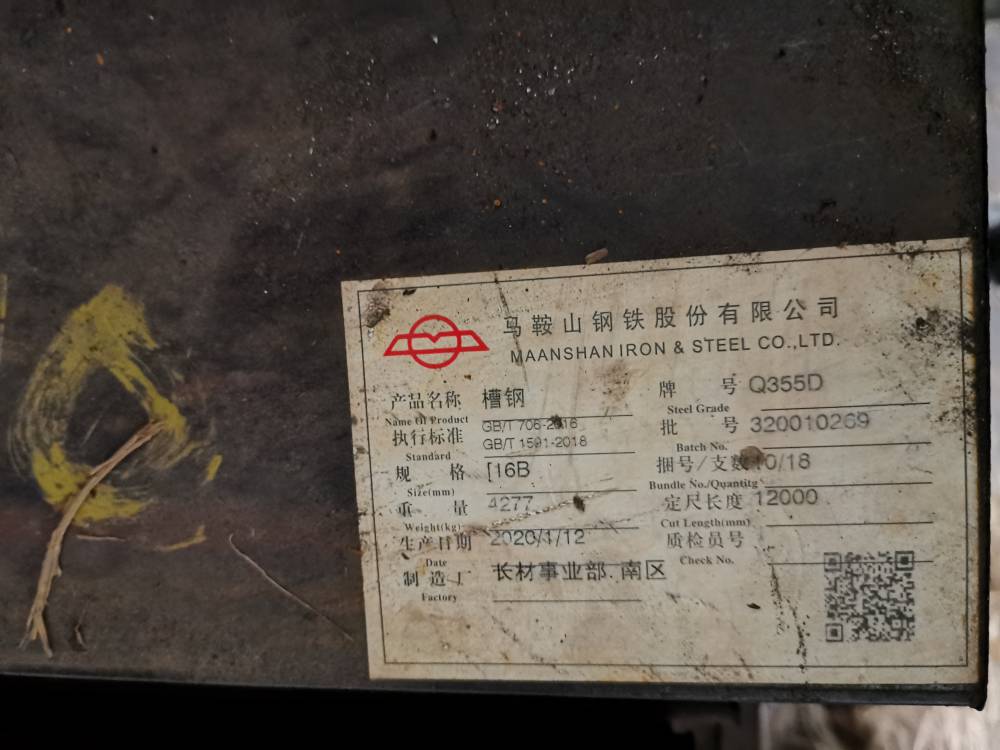 马鞍山钢铁股份有限公司
MAANSHAN IRON & STEEL CO.,LTD.
产品名称 槽钢
Name Of Product
执行标准 GB/T 706-2016
GB/T 1591-2018
Standard
规 格 [16B
Size(mm)
重 量 4277
Weight(kg)
生产日期 2020/1/12
Date
制 造 厂 长材事业部.南区
Factory
牌 号 Q355D
Steel Grade
批 号 320010269
Batch No.
捆号/支数 10/18
Bundle No./Quantitg
定尺长度 12000
Cut Length(mm)
质检员号
Check No.